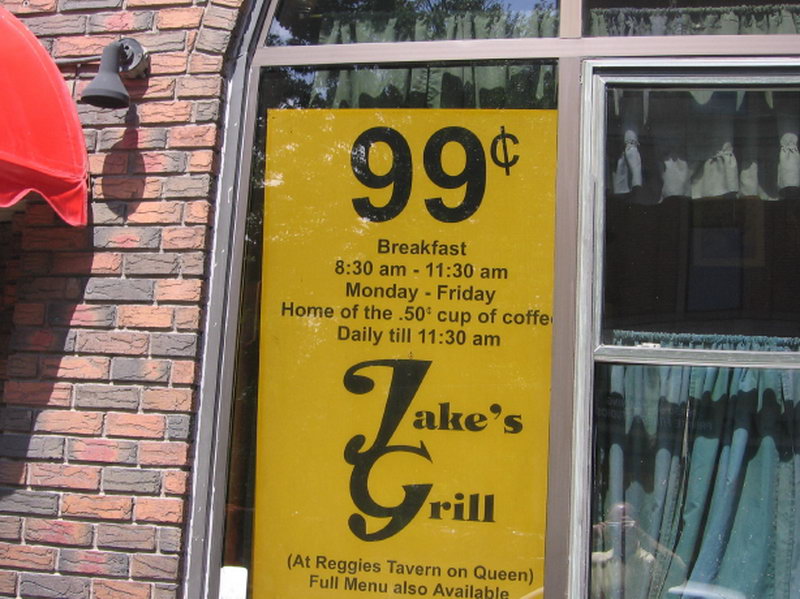 99¢
Breakfast
8:30 am - 11:30 am
Monday - Friday
Home of the .50¢ cup of coffe
Daily till 11:30 am
Zake's
Grill
(At Reggies Tavern on Queen)
Full Menu also Available